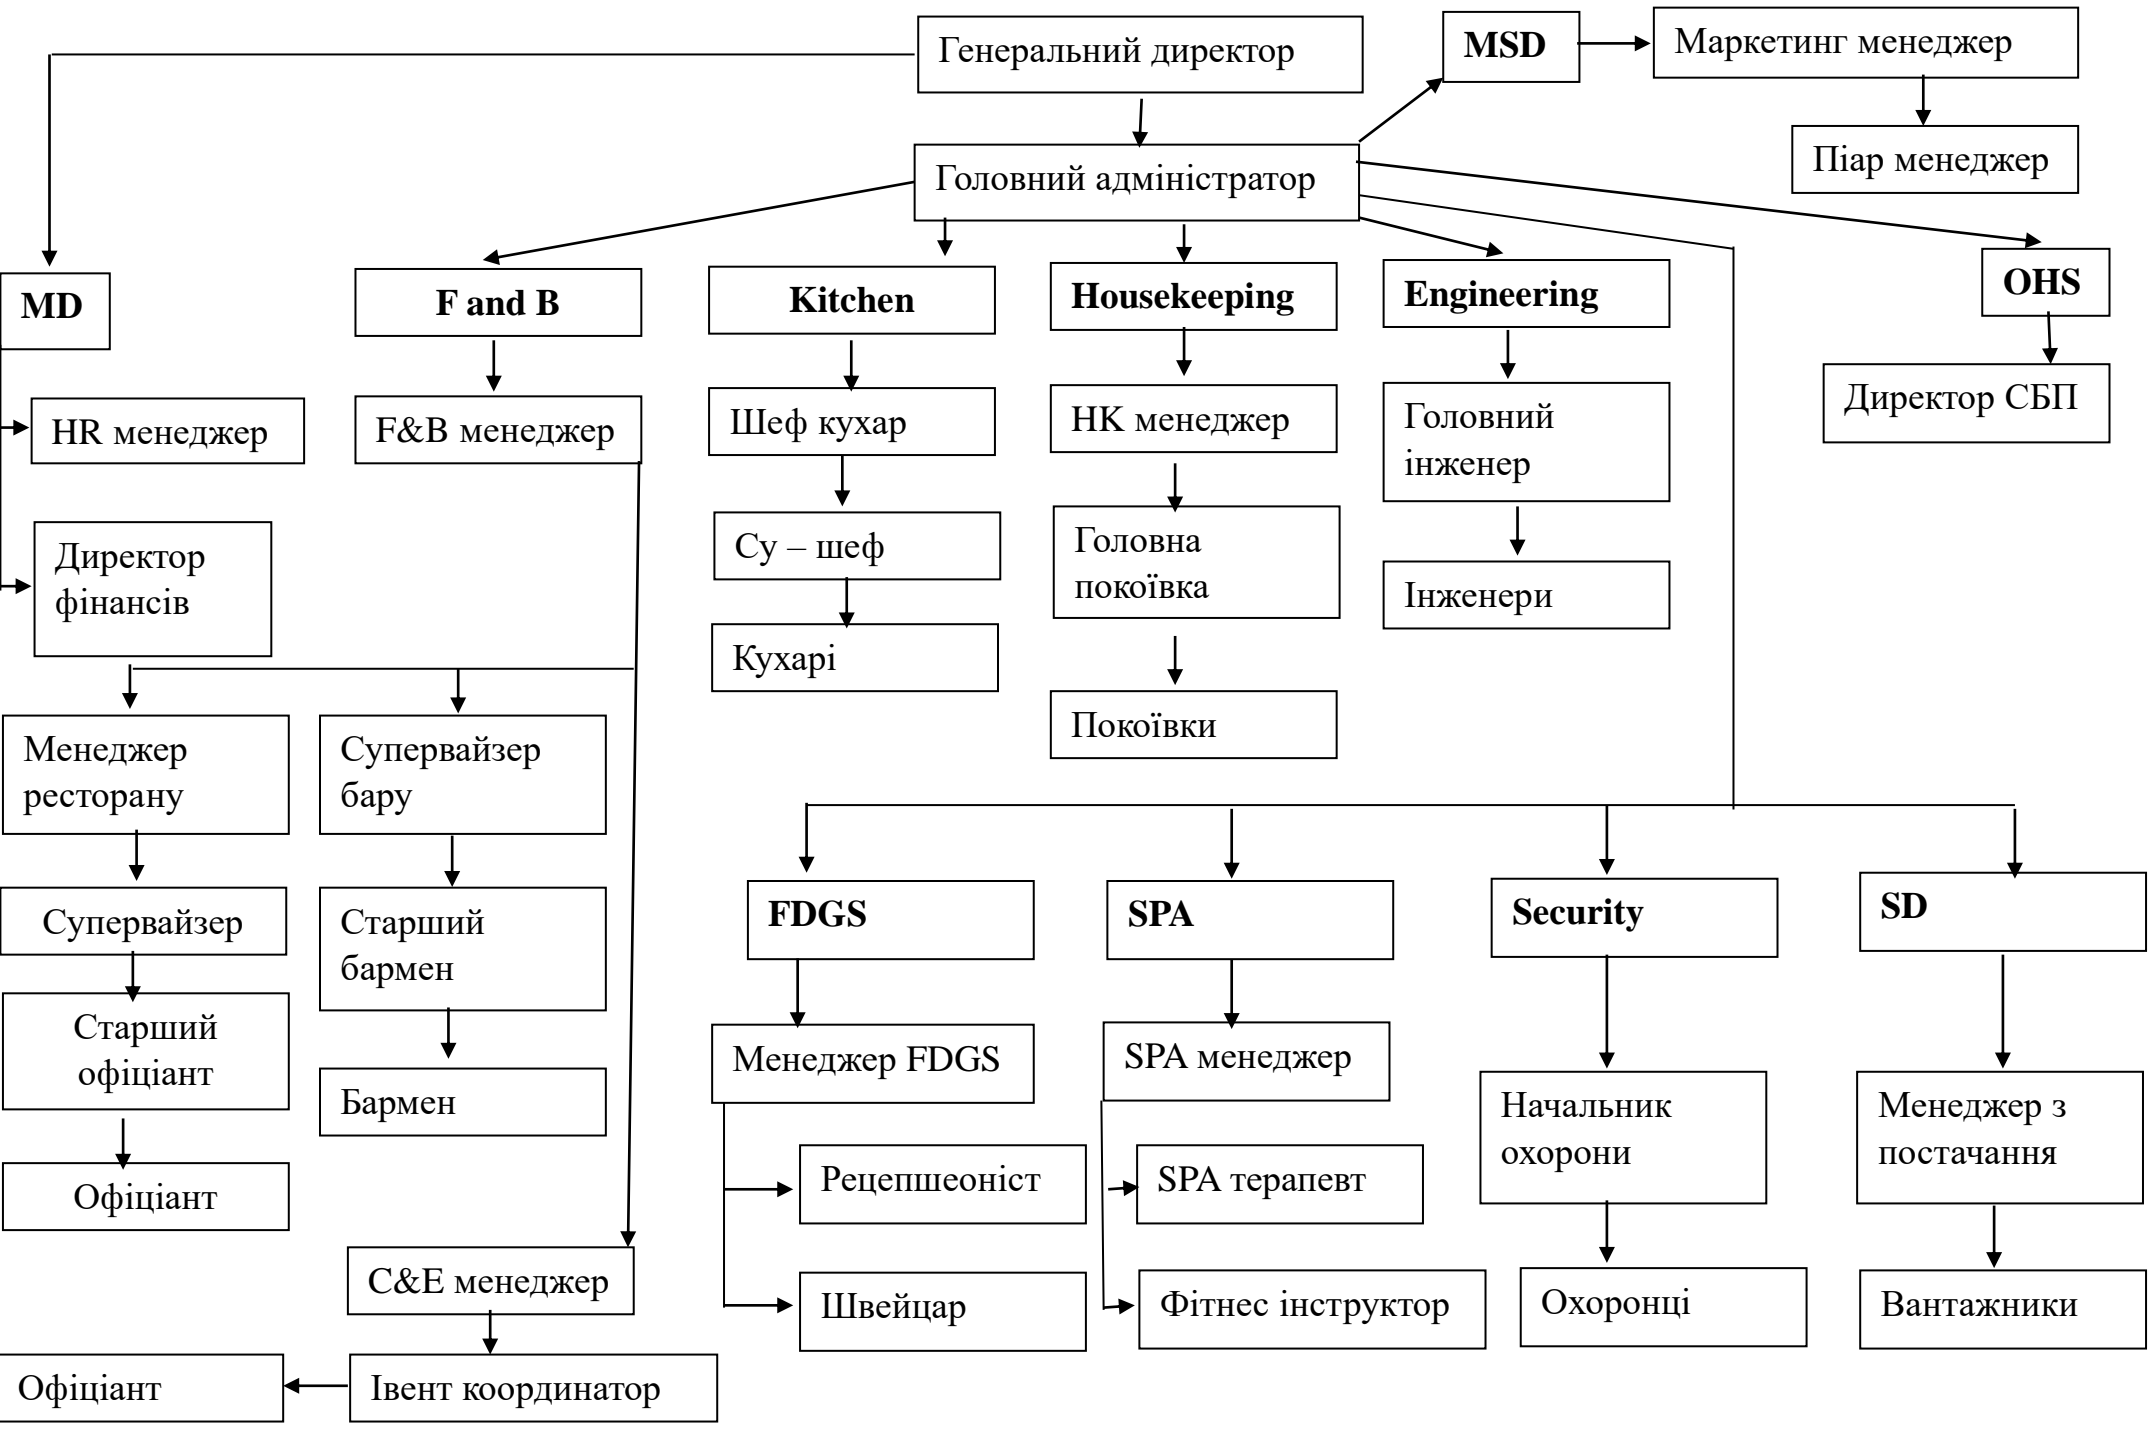 Генеральний директор
MSD
Маркетинг менеджер
Піар менеджер
Головний адміністратор
MD
F and B
Kitchen
Housekeeping
Engineering
OHS
HR менеджер
F&B менеджер
Шеф кухар
НК менеджер
Головний
інженер
Директор СБП
Директор
фінансів
Су – шеф
Головна
покоївка
Інженери
Кухарі
Покоївки
Менеджер
ресторану
Супервайзер
бару
Супервайзер
Старший
бармен
FDGS
SPA
Security
SD
Старший
офіціант
Бармен
Менеджер FDGS
SPA менеджер
Начальник
охорони
Менеджер з
постачання
Офіціант
Рецепшеоніст
SPA терапевт
C&E менеджер
Швейцар
Фітнес інструктор
Охоронці
Вантажники
Офіціант
Івент координатор